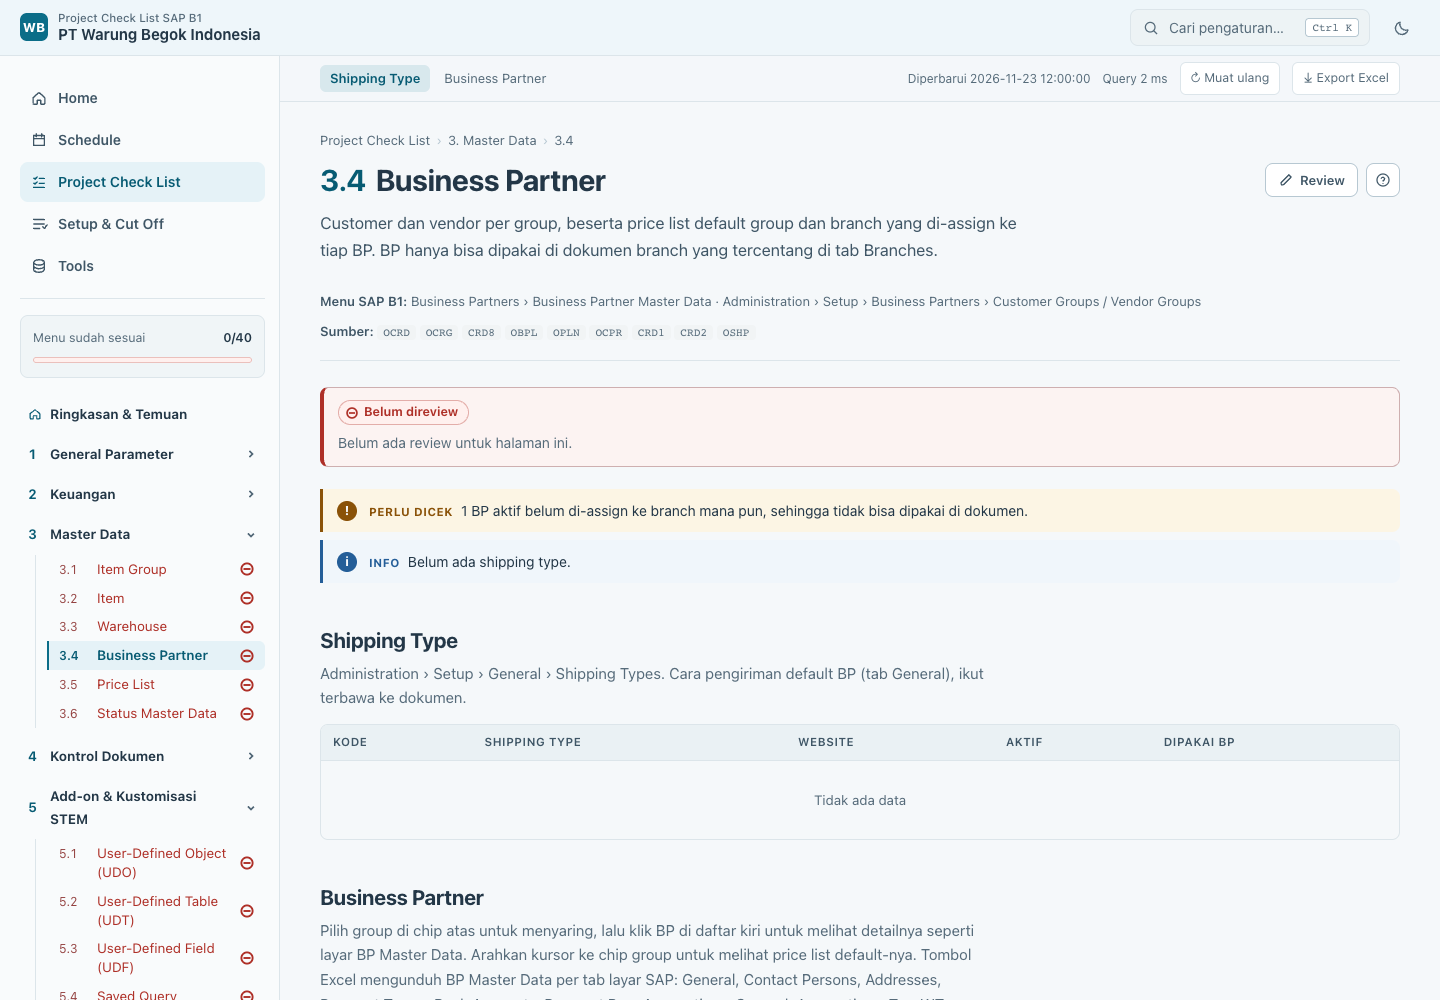 WB
Project Check List SAP B1
PT Warung Begok Indonesia
Cari pengaturan...
Ctrl K
Home
Schedule
Project Check List
Setup & Cut Off
Tools
Menu sudah sesuai 0/40
Ringkasan & Temuan
1 General Parameter
2 Keuangan
3 Master Data
3.1 Item Group
3.2 Item
3.3 Warehouse
3.4 Business Partner
3.5 Price List
3.6 Status Master Data
4 Kontrol Dokumen
5 Add-on & Kustomisasi
STEM
5.1 User-Defined Object
(UDO)
5.2 User-Defined Table
(UDT)
5.3 User-Defined Field
(UDF)
5.4 Saved Query
Shipping Type Business Partner
Diperbarui 2026-11-23 12:00:00 Query 2 ms
Muat ulang
Export Excel
Project Check List › 3. Master Data › 3.4
3.4 Business Partner
Review
Customer dan vendor per group, beserta price list default group dan branch yang di-assign ke
tiap BP. BP hanya bisa dipakai di dokumen branch yang tercentang di tab Branches.
Menu SAP B1: Business Partners › Business Partner Master Data · Administration › Setup › Business Partners › Customer Groups / Vendor Groups
Sumber: OCRD OCRG CRD8 OBPL OPLN OCPR CRD1 CRD2 OSHP
Belum direview
Belum ada review untuk halaman ini.
PERLU DICEK 1 BP aktif belum di-assign ke branch mana pun, sehingga tidak bisa dipakai di dokumen.
INFO Belum ada shipping type.
Shipping Type
Administration › Setup › General › Shipping Types. Cara pengiriman default BP (tab General), ikut
terbawa ke dokumen.
KODE SHIPPING TYPE WEBSITE AKTIF DIPAKAI BP
Tidak ada data
Business Partner
Pilih group di chip atas untuk menyaring, lalu klik BP di daftar kiri untuk melihat detailnya seperti
layar BP Master Data. Arahkan kursor ke chip group untuk melihat price list default-nya. Tombol
Excel mengunduh BP Master Data per tab layar SAP: General, Contact Persons, Addresses,